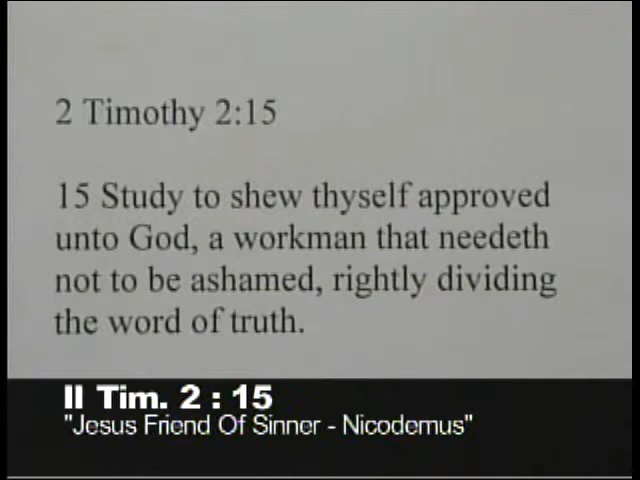 2 Timothy 2:15
15 Study to shew thyself approved
unto God, a workman that needeth
not to be ashamed, rightly dividing
the word of truth.
II Tim. 2 : 15
"Jesus Friend Of Sinner - Nicodemus"